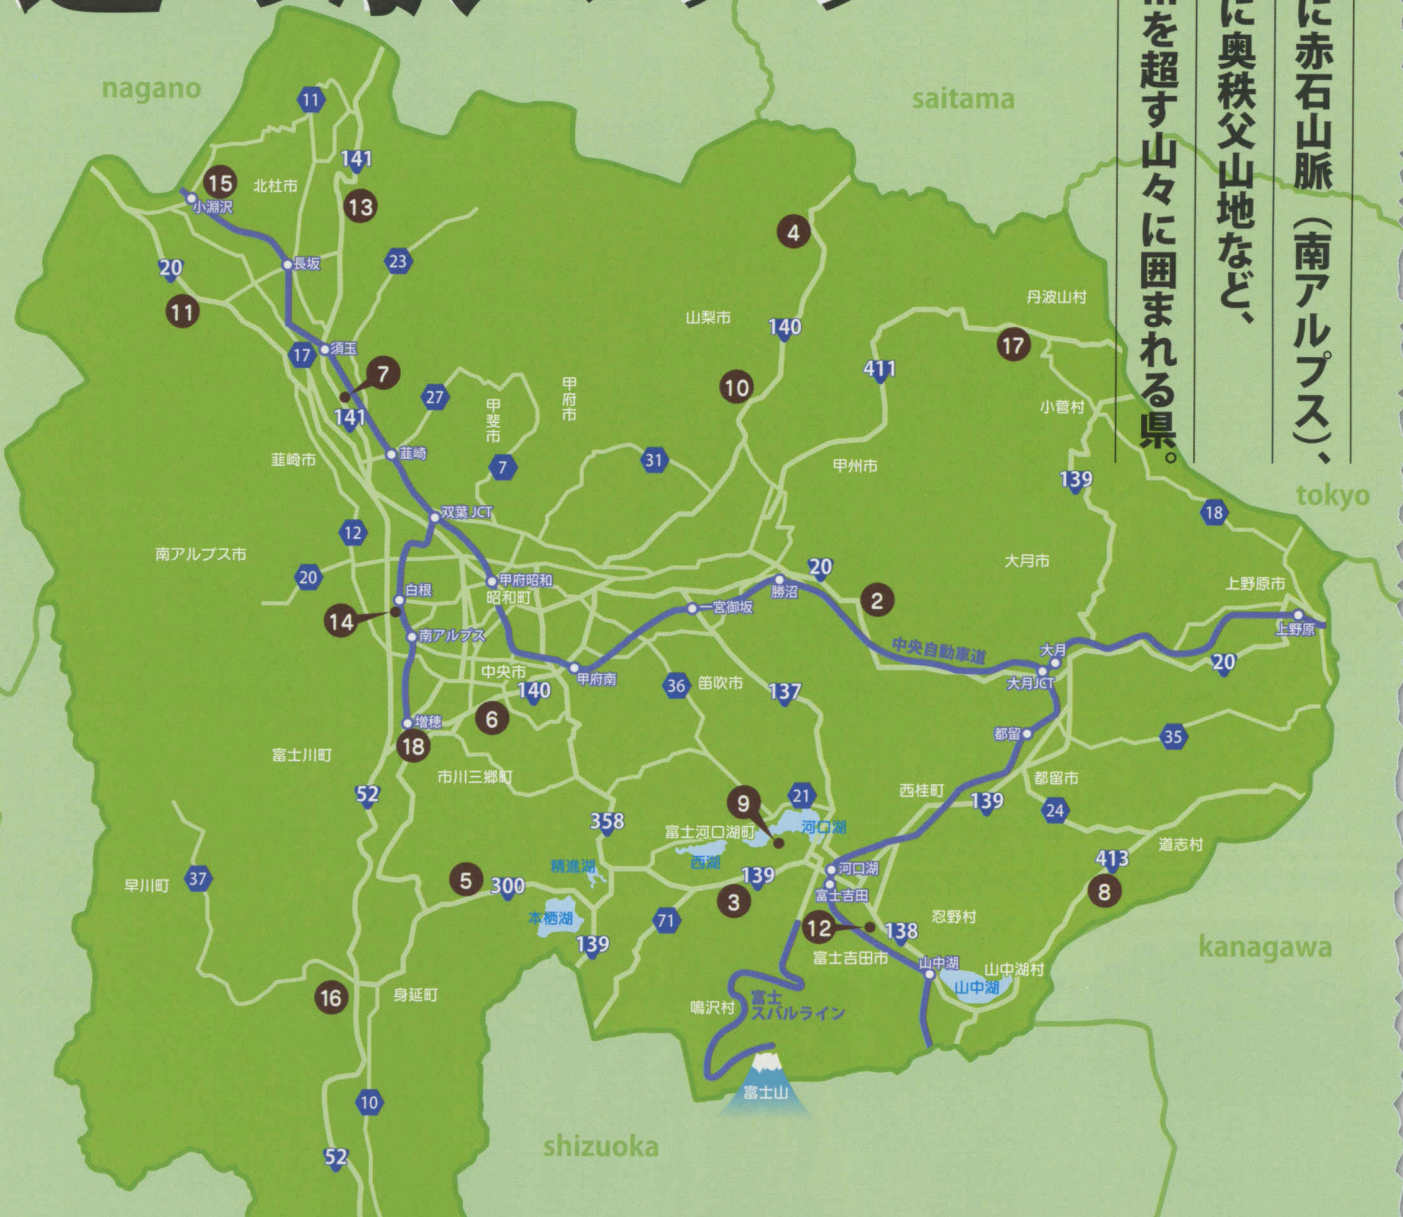 に赤石山脈（南アルプス）、
に奥秩父山地など、
を超す山々に囲まれる県。
nagano
saitama
tokyo
kanagawa
shizuoka
11
141
15
北杜市
小淵沢
13
4
20
長坂
23
11
山梨市
丹波山村
140
17
17
須玉
7
10
411
27
甲府市
甲斐市
小菅村
141
韮崎市
韮崎
7
31
甲州市
139
双葉JCT
18
12
南アルプス市
20
大月市
20
甲府昭和
昭和町
白根
勝沼
2
上野原市
一宮御坂
14
南アルプス
上野原
中央自動車道
大月
大月JCT
20
中央市
甲府南
140
36
笛吹市
137
6
増穂
18
都留
35
富士川町
市川三郷町
都留市
西桂町
52
9
21
139
24
358
富士河口湖町
河口湖
道志村
西湖
413
精進湖
河口湖
早川町
37
5
300
139
3
富士吉田
8
本栖湖
71
12
138
忍野村
139
富士吉田市
山中湖
山中湖村
山中湖
16
身延町
鳴沢村
富士
スバルライン
富士山
10
52